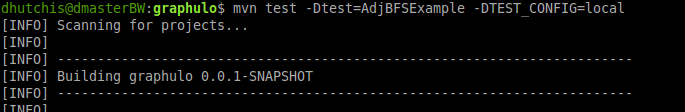 dhutchis@dmasterBW:graphulo$ mvn test -Dtest=AdjBFSExample -DTEST_CONFIG=local
[INFO] Scanning for projects...
[INFO]
[INFO] ------------------------------------------------------------------------
[INFO] Building graphulo 0.0.1-SNAPSHOT
[INFO] ------------------------------------------------------------------------
[INFO]